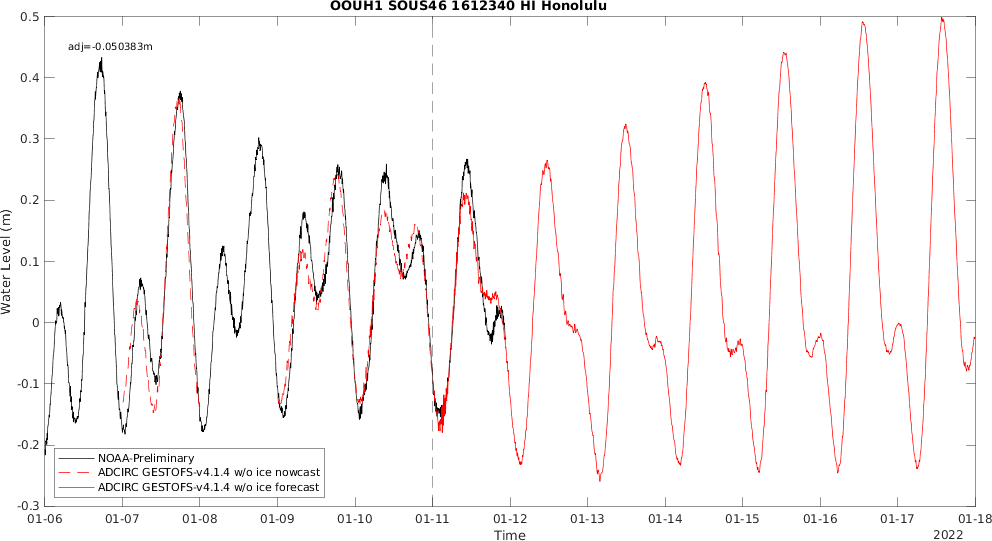 OOUH1 SOUS46 1612340 HI Honolulu
adj=-0.050383m
Water Level (m)
0.5
0.4
0.3
0.2
0.1
0
-0.1
-0.2
-0.3
NOAA-Preliminary
ADCIRC GESTOFS-v4.1.4 w/o ice nowcast
ADCIRC GESTOFS-v4.1.4 w/o ice forecast
01-06 01-07 01-08 01-09 01-10 01-11 01-12 01-13 01-14 01-15 01-16 01-17 01-18
Time
2022